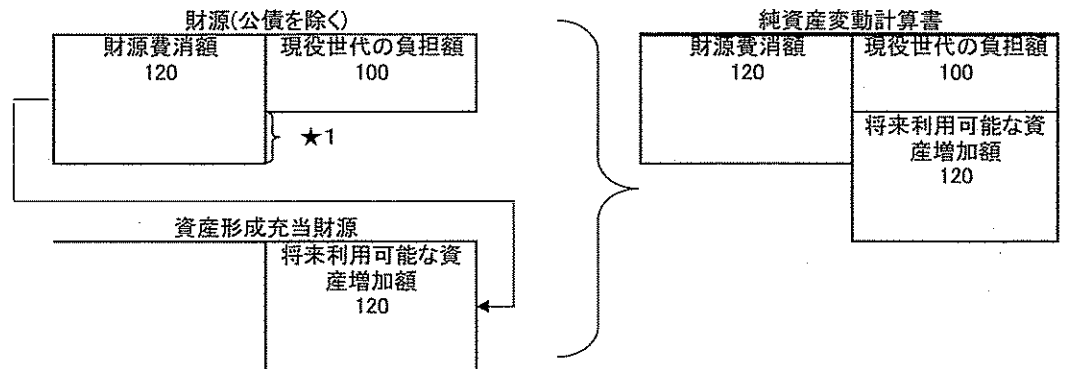 財源(公債を除く)
財源費消額
120
現役世代の負担額
100
★1
資産形成充当財源
将来利用可能な資
産増加額
120
純資産変動計算書
財源費消額
120
現役世代の負担額
100
将来利用可能な資
産増加額
120